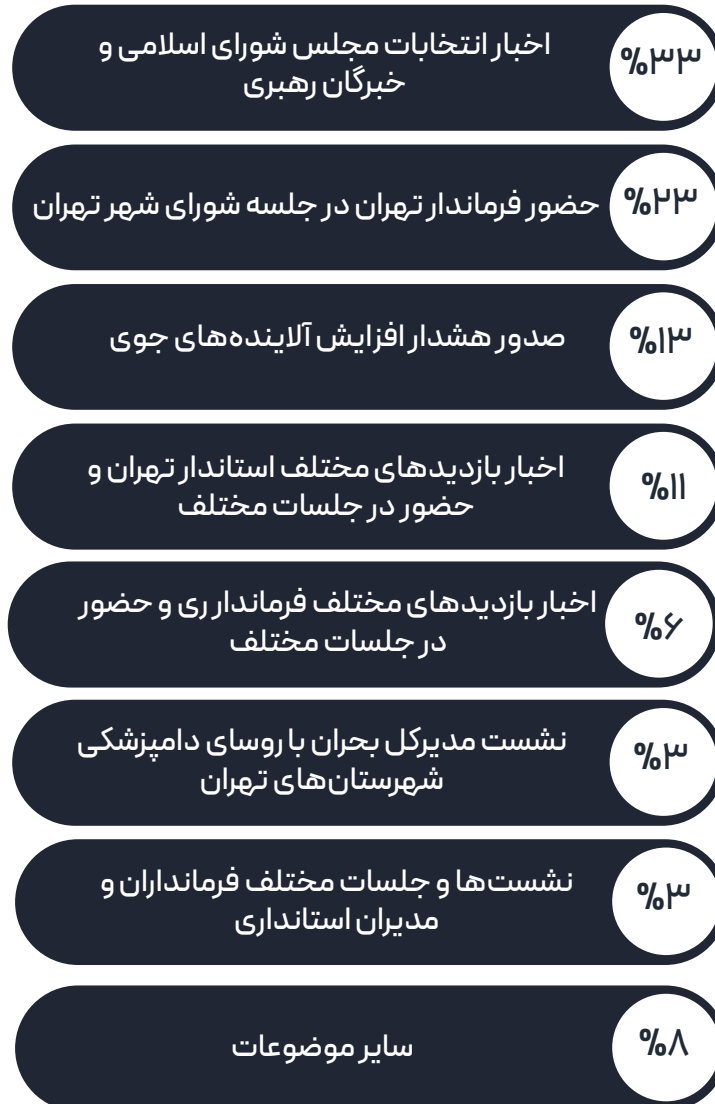 %۳۳
اخبار انتخابات مجلس شورای اسلامی و
خبرگان رهبری
%۲۳
حضور فرماندار تهران در جلسه شورای شهر تهران
%۱۳
صدور هشدار افزایش آلاینده‌های جوی
%۱۱
اخبار بازدیدهای مختلف استاندار تهران و
حضور در جلسات مختلف
%۶
اخبار بازدیدهای مختلف فرماندار ری و حضور
در جلسات مختلف
%۳
نشست مدیرکل بحران با روسای دامپزشکی
شهرستان‌های تهران
%۳
نشست‌ها و جلسات مختلف فرمانداران و
مدیران استانداری
%۸
سایر موضوعات